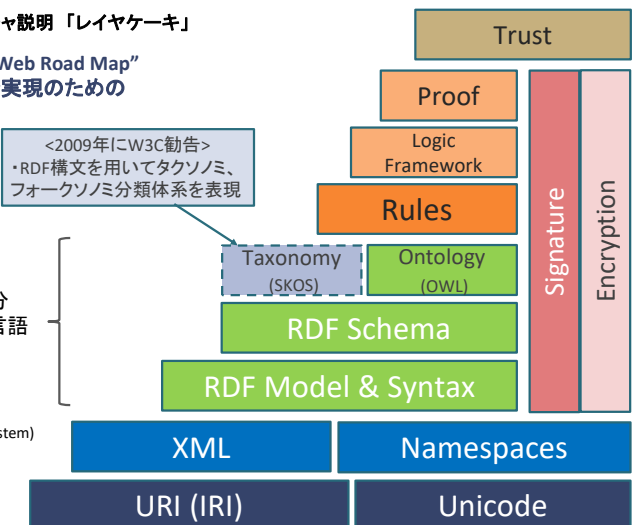 ャ説明 「レイヤケーキ」
Web Road Map”
実現のための
Trust
Proof
<2009年にW3C勧告>
・RDF構文を用いてタクソノミ、
フォークソノミ分類体系を表現
Logic
Framework
Rules
Signature
Encryption
Taxonomy
(SKOS)
Ontology
(OWL)
分
言語
RDF Schema
RDF Model & Syntax
stem)
XML
Namespaces
URI (IRI)
Unicode